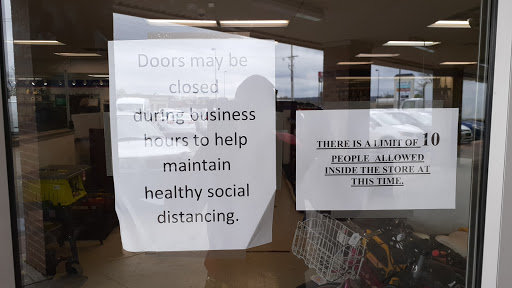 Doors may be
closed
during business
hours to help
maintain
healthy social
distancing.
THERE IS A LIMIT OF 10
PEOPLE ALLOWED
INSIDE THE STORE AT
THIS TIME.